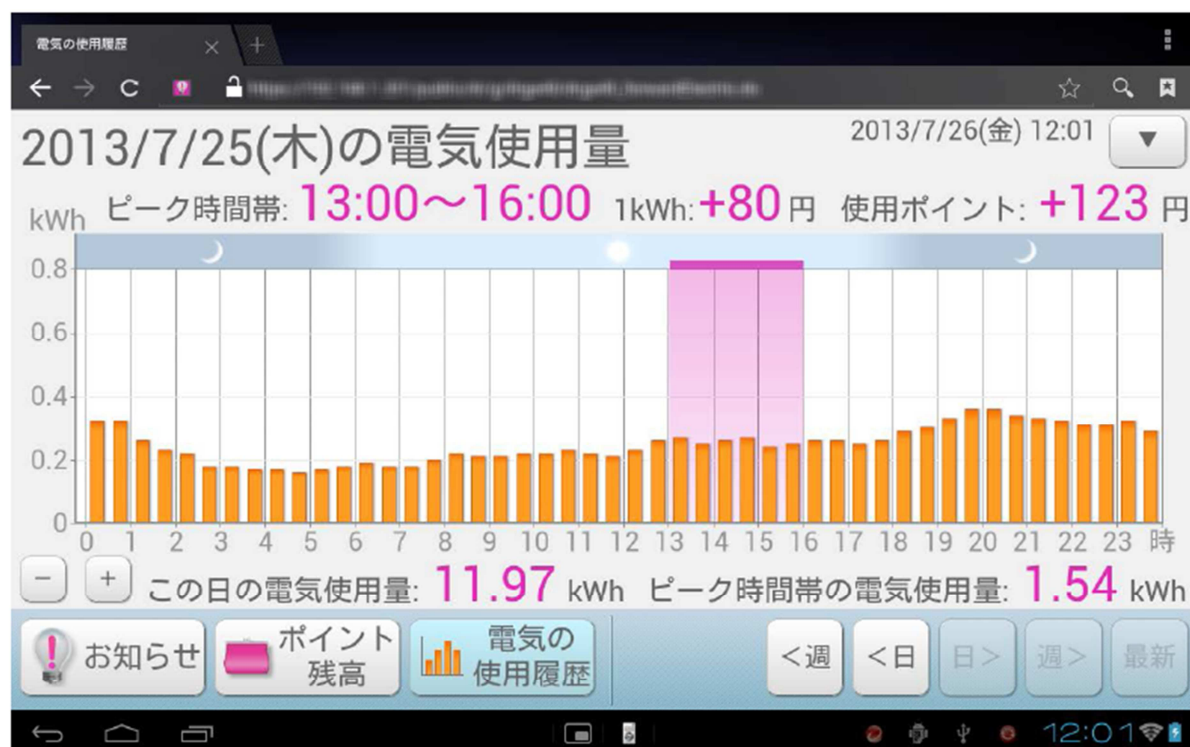 電気の使用履歴
2013/7/25(木)の電気使用量
2013/7/26(金) 12:01
▼
kWh
ピーク時間帯: 13:00～16:00 1kWh: +80 円 使用ポイント: +123 円
0.8
0.6
0.4
0.2
0
0 1 2 3 4 5 6 7 8 9 10 11 12 13 14 15 16 17 18 19 20 21 22 23 時
− + この日の電気使用量: 11.97 kWh ピーク時間帯の電気使用量: 1.54 kWh
お知らせ
ポイント
残高
電気の
使用履歴
<週
<日
日>
週>
最新
12:01